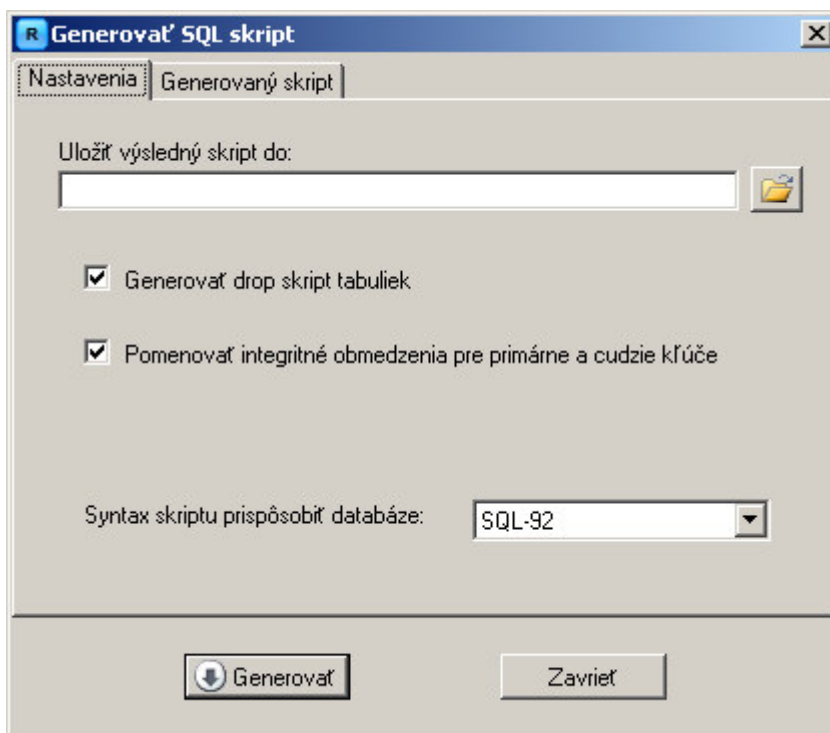 R Generovať SQL skript
Nastavenia Generovaný skript
Uložiť výsledný skript do:
Generovať drop skript tabuliek
Pomenovať integritné obmedzenia pre primárne a cudzie kľúče
Syntax skriptu prispôsobiť databáze: SQL-92
Generovať Zavrieť